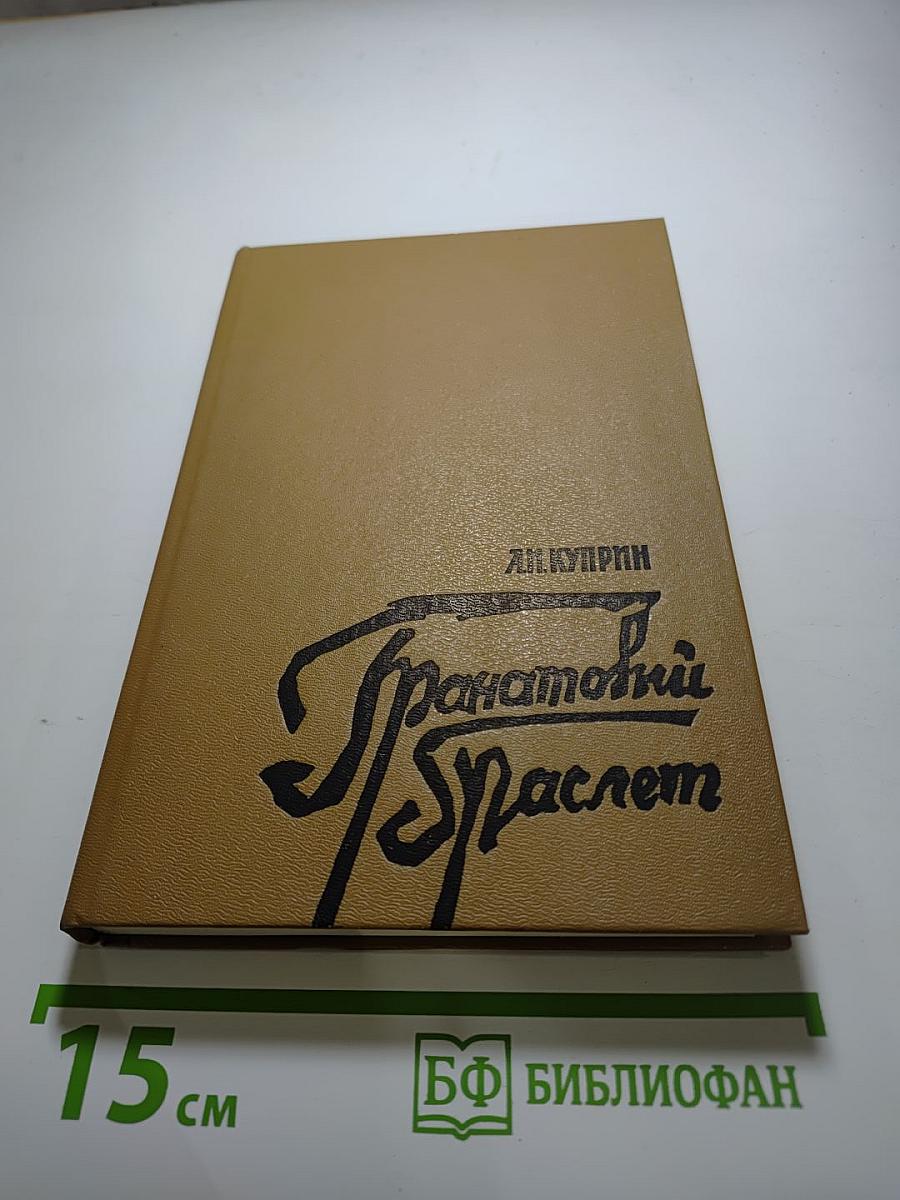 А.И. КУПРИН
Гранатовый
браслет
15 см
БФ БИБЛИОФАН